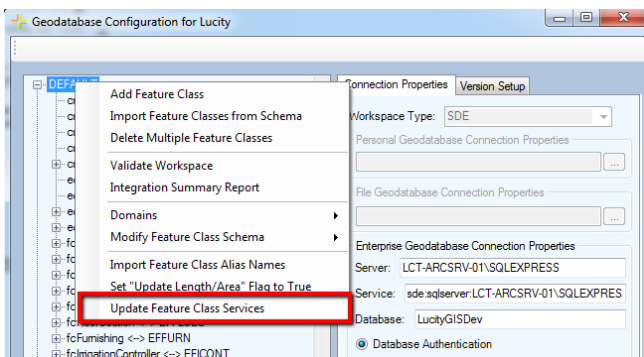 Geodatabase Configuration for Lucity
DEFAULT
Connection Properties Version Setup
Add Feature Class
Import Feature Classes from Schema
Delete Multiple Feature Classes
Validate Workspace
Integration Summary Report
Domains
Modify Feature Class Schema
Import Feature Class Alias Names
Set "Update Length/Area" Flag to True
Update Feature Class Services
Workspace Type: SDE
Personal Geodatabase Connection Properties
...
File Geodatabase Connection Properties
...
Enterprise Geodatabase Connection Properties
Server: LCT-ARCSRV-01\SQLEXPRESS
Service: sde:sqlserver:LCT-ARCSRV-01\SQLEXPRES
Database: LucityGISDev
Database Authentication
fcFurnishing <--> EFFURN
fcIrrigationController <--> EFICONT